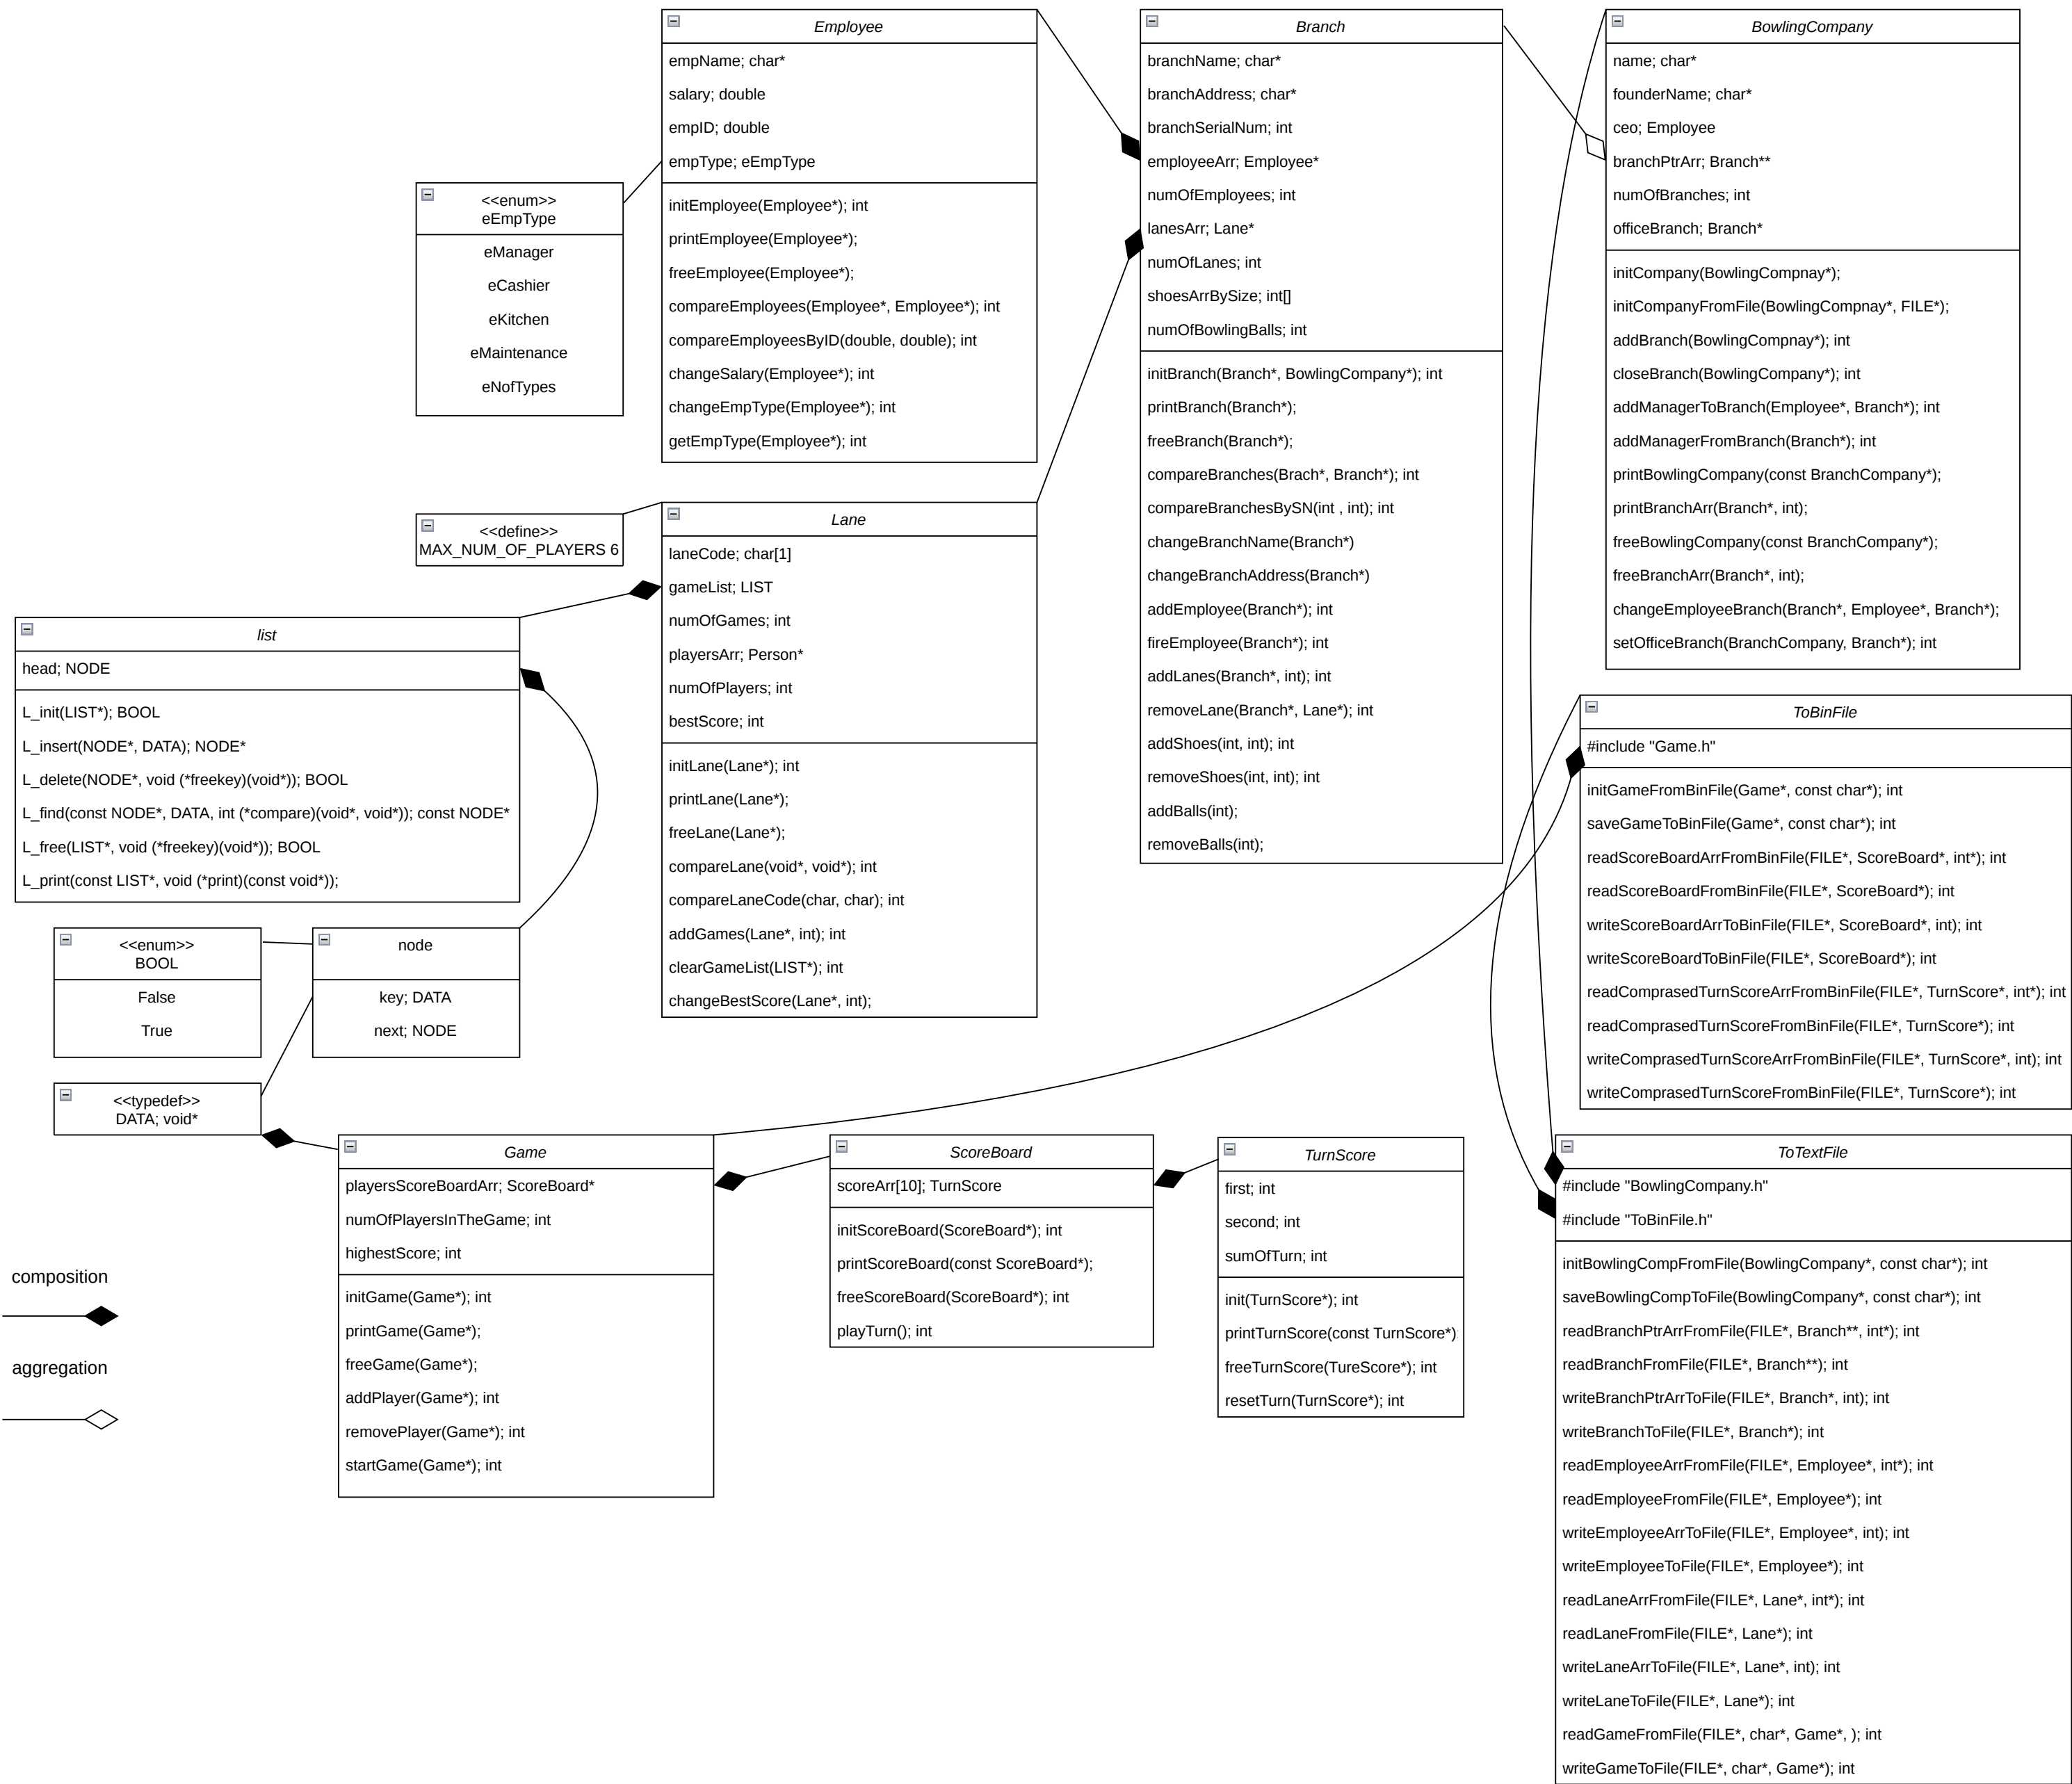 Employee
empName; char*
salary; double
empID; double
empType; eEmpType
initEmployee(Employee*); int
printEmployee(Employee*);
freeEmployee(Employee*);
compareEmployees(Employee*, Employee*); int
compareEmployeesByID(double, double); int
changeSalary(Employee*); int
changeEmpType(Employee*); int
getEmpType(Employee*); int
Branch
branchName; char*
branchAddress; char*
branchSerialNum; int
employeeArr; Employee*
numOfEmployees; int
lanesArr; Lane*
numOfLanes; int
shoesArrBySize; int[]
numOfBowlingBalls; int
initBranch(Branch*, BowlingCompany*); int
printBranch(Branch*);
freeBranch(Branch*);
compareBranches(Brach*, Branch*); int
compareBranchesBySN(int , int); int
changeBranchName(Branch*)
changeBranchAddress(Branch*)
addEmployee(Branch*); int
fireEmployee(Branch*); int
addLanes(Branch*, int); int
removeLane(Branch*, Lane*); int
addShoes(int, int); int
removeShoes(int, int); int
addBalls(int);
removeBalls(int);
BowlingCompany
name; char*
founderName; char*
ceo; Employee
branchPtrArr; Branch**
numOfBranches; int
officeBranch; Branch*
initCompany(BowlingCompnay*);
initCompanyFromFile(BowlingCompnay*, FILE*);
addBranch(BowlingCompnay*); int
closeBranch(BowlingCompany*); int
addManagerToBranch(Employee*, Branch*); int
addManagerFromBranch(Branch*); int
printBowlingCompany(const BranchCompany*);
printBranchArr(Branch*, int);
freeBowlingCompany(const BranchCompany*);
freeBranchArr(Branch*, int);
changeEmployeeBranch(Branch*, Employee*, Branch*);
setOfficeBranch(BranchCompany, Branch*); int
<<enum>>
eEmpType
eManager
eCashier
eKitchen
eMaintenance
eNofTypes
<<define>>
MAX_NUM_OF_PLAYERS 6
Lane
laneCode; char[1]
gameList; LIST
numOfGames; int
playersArr; Person*
numOfPlayers; int
bestScore; int
initLane(Lane*); int
printLane(Lane*);
freeLane(Lane*);
compareLane(void*, void*); int
compareLaneCode(char, char); int
addGames(Lane*, int); int
clearGameList(LIST*); int
changeBestScore(Lane*, int);
list
head; NODE
L_init(LIST*); BOOL
L_insert(NODE*, DATA); NODE*
L_delete(NODE*, void (*freekey)(void*)); BOOL
L_find(const NODE*, DATA, int (*compare)(void*, void*)); const NODE*
L_free(LIST*, void (*freekey)(void*)); BOOL
L_print(const LIST*, void (*print)(const void*));
<<enum>>
BOOL
False
True
node
key; DATA
next; NODE
<<typedef>>
DATA; void*
ToBinFile
#include "Game.h"
initGameFromBinFile(Game*, const char*); int
saveGameToBinFile(Game*, const char*); int
readScoreBoardArrFromBinFile(FILE*, ScoreBoard*, int*); int
readScoreBoardFromBinFile(FILE*, ScoreBoard*); int
writeScoreBoardArrToBinFile(FILE*, ScoreBoard*, int); int
writeScoreBoardToBinFile(FILE*, ScoreBoard*); int
readComprasedTurnScoreArrFromBinFile(FILE*, TurnScore*, int*); int
readComprasedTurnScoreFromBinFile(FILE*, TurnScore*); int
writeComprasedTurnScoreArrFromBinFile(FILE*, TurnScore*, int); int
writeComprasedTurnScoreFromBinFile(FILE*, TurnScore*); int
Game
playersScoreBoardArr; ScoreBoard*
numOfPlayersInTheGame; int
highestScore; int
initGame(Game*); int
printGame(Game*);
freeGame(Game*);
addPlayer(Game*); int
removePlayer(Game*); int
startGame(Game*); int
ScoreBoard
scoreArr[10]; TurnScore
initScoreBoard(ScoreBoard*); int
printScoreBoard(const ScoreBoard*);
freeScoreBoard(ScoreBoard*); int
playTurn(); int
TurnScore
first; int
second; int
sumOfTurn; int
init(TurnScore*); int
printTurnScore(const TurnScore*)
freeTurnScore(TureScore*); int
resetTurn(TurnScore*); int
ToTextFile
#include "BowlingCompany.h"
#include "ToBinFile.h"
initBowlingCompFromFile(BowlingCompany*, const char*); int
saveBowlingCompToFile(BowlingCompany*, const char*); int
readBranchPtrArrFromFile(FILE*, Branch**, int*); int
readBranchFromFile(FILE*, Branch**); int
writeBranchPtrArrToFile(FILE*, Branch*, int); int
writeBranchToFile(FILE*, Branch*); int
readEmployeeArrFromFile(FILE*, Employee*, int*); int
readEmployeeFromFile(FILE*, Employee*); int
writeEmployeeArrToFile(FILE*, Employee*, int); int
writeEmployeeToFile(FILE*, Employee*); int
readLaneArrFromFile(FILE*, Lane*, int*); int
readLaneFromFile(FILE*, Lane*); int
writeLaneArrToFile(FILE*, Lane*, int); int
writeLaneToFile(FILE*, Lane*); int
readGameFromFile(FILE*, char*, Game*, ); int
writeGameToFile(FILE*, char*, Game*); int
composition
aggregation